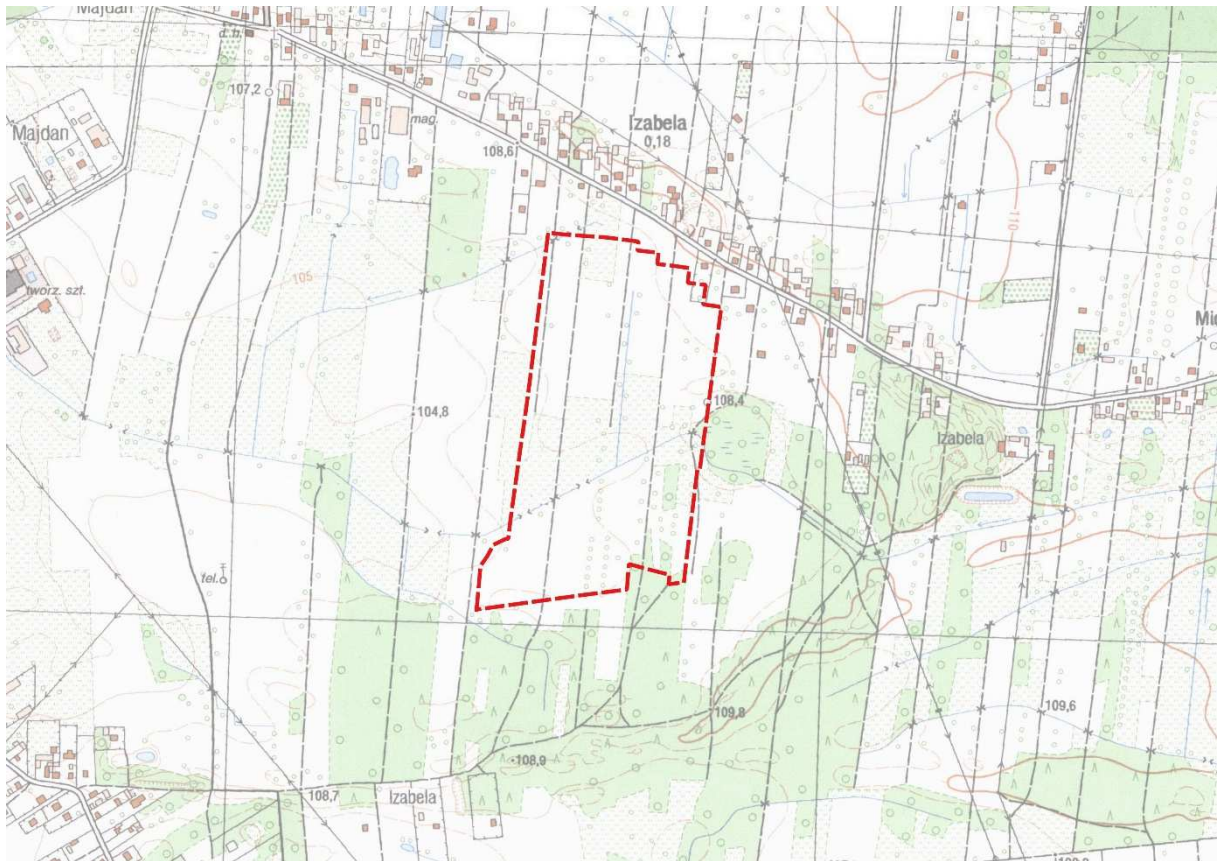 Majdan
107,2
Majdan
mag.
108,6
Izabela
0,18
110
105
tworz. szt.
104,8
108,4
Izabela
tel.
109,8
109,6
108,9
108,7
Izabela